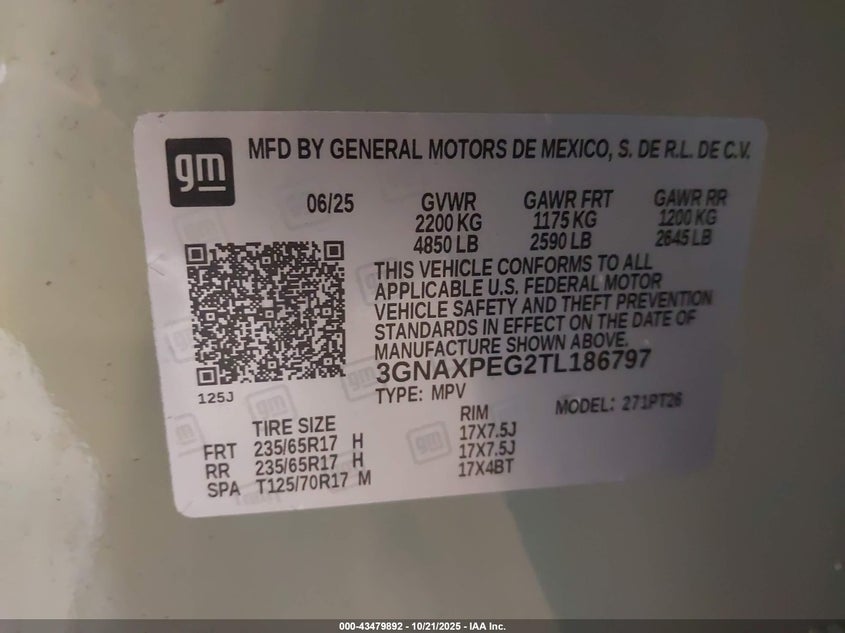 gm
MFD BY GENERAL MOTORS DE MEXICO, S. DE R.L. DE C.V.
06/25 GVWR GAWR FRT GAWR RR
2200 KG 1175 KG 1200 KG
4850 LB 2590 LB 2645 LB
THIS VEHICLE CONFORMS TO ALL
APPLICABLE U.S. FEDERAL MOTOR
VEHICLE SAFETY AND THEFT PREVENTION
STANDARDS IN EFFECT ON THE DATE OF
MANUFACTURE SHOWN ABOVE.
3GNAXPEG2TL186797
125J
TYPE: MPV MODEL: 271PT26
TIRE SIZE RIM
FRT 235/65R17 H 17X7.5J
RR 235/65R17 H 17X7.5J
SPA T125/70R17 M 17X4BT
000-43479892 - 10/21/2025 - IAA Inc.